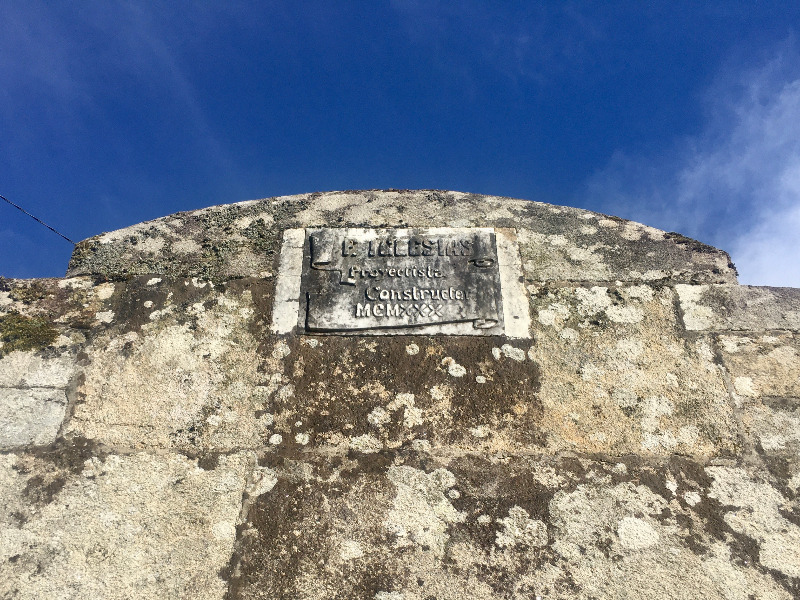 E IGLESIAS
Proyectista
Constructor
MCMXXX